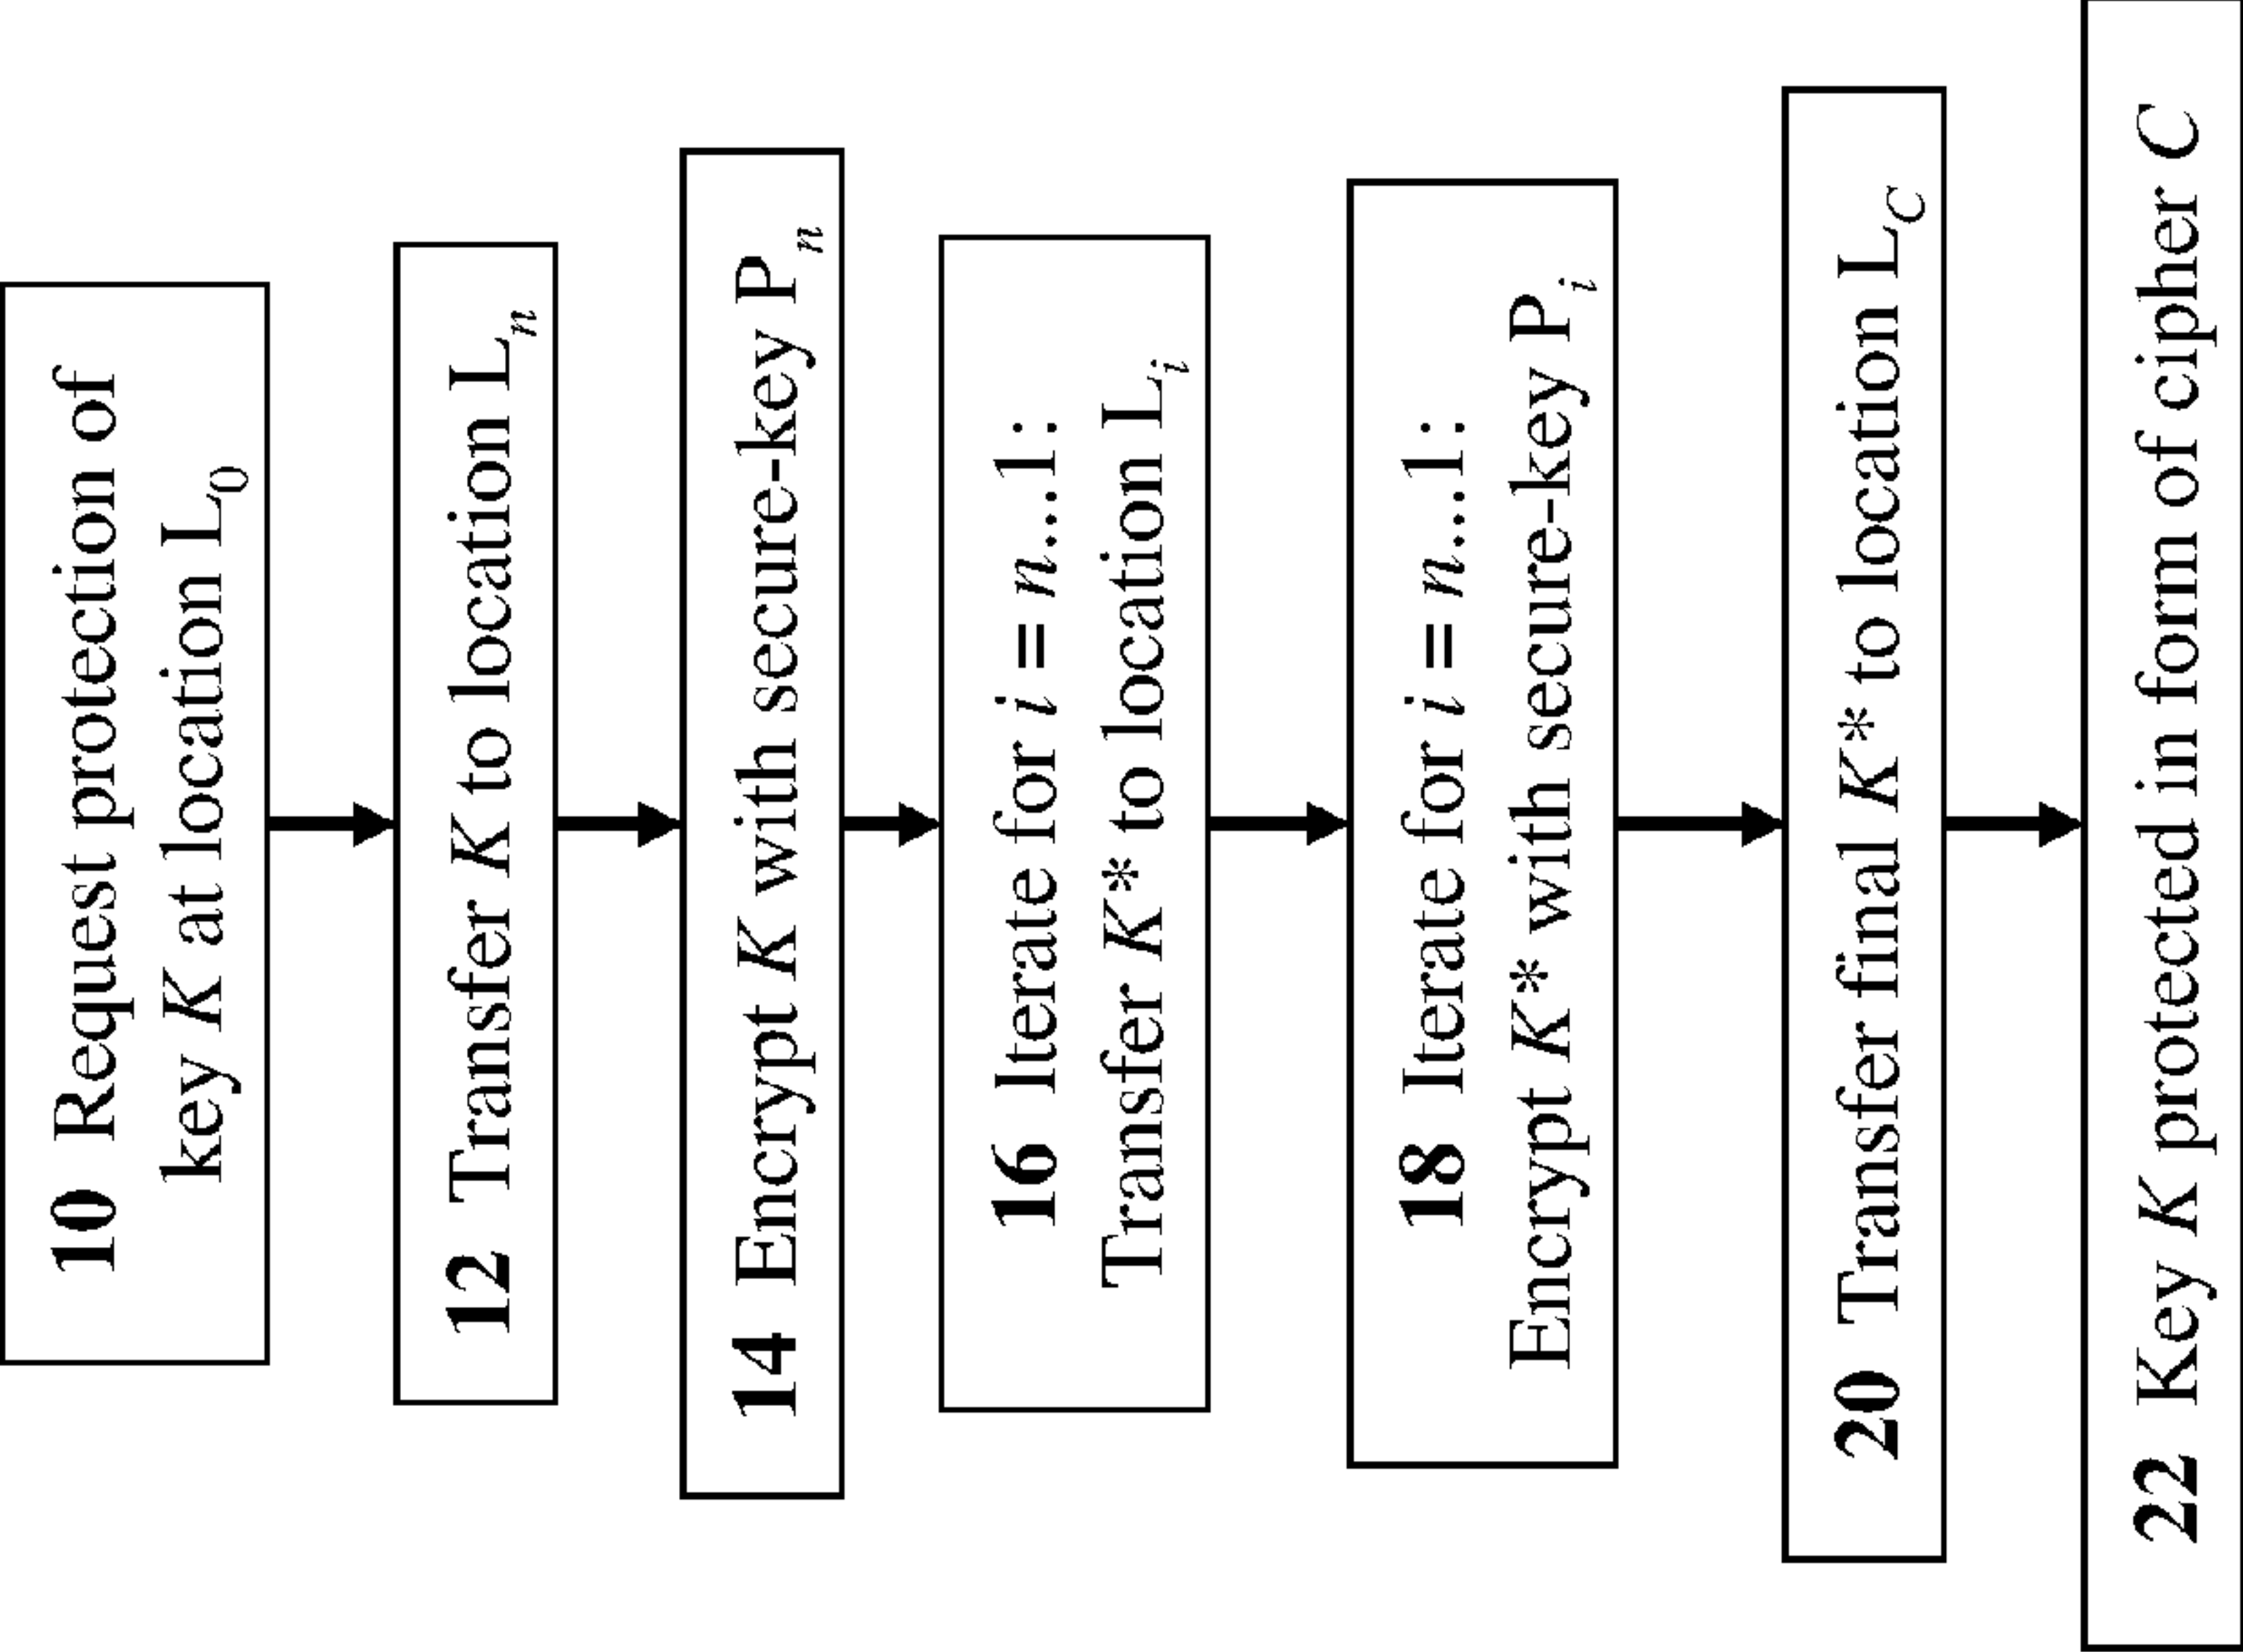 10 Request protection of
key K at location L0
12 Transfer K to location Ln
14 Encrypt K with secure-key Pn
16 Iterate for i = n...1:
Transfer K* to location Li
18 Iterate for i = n...1:
Encrypt K* with secure-key Pi
20 Transfer final K* to location LC
22 Key K protected in form of cipher C